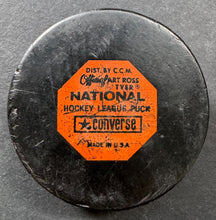 DIST. BY C.C.M.
Official ART ROSS
TYER
NATIONAL
HOCKEY LEAGUE PUCK
converse
MADE IN U.S.A.